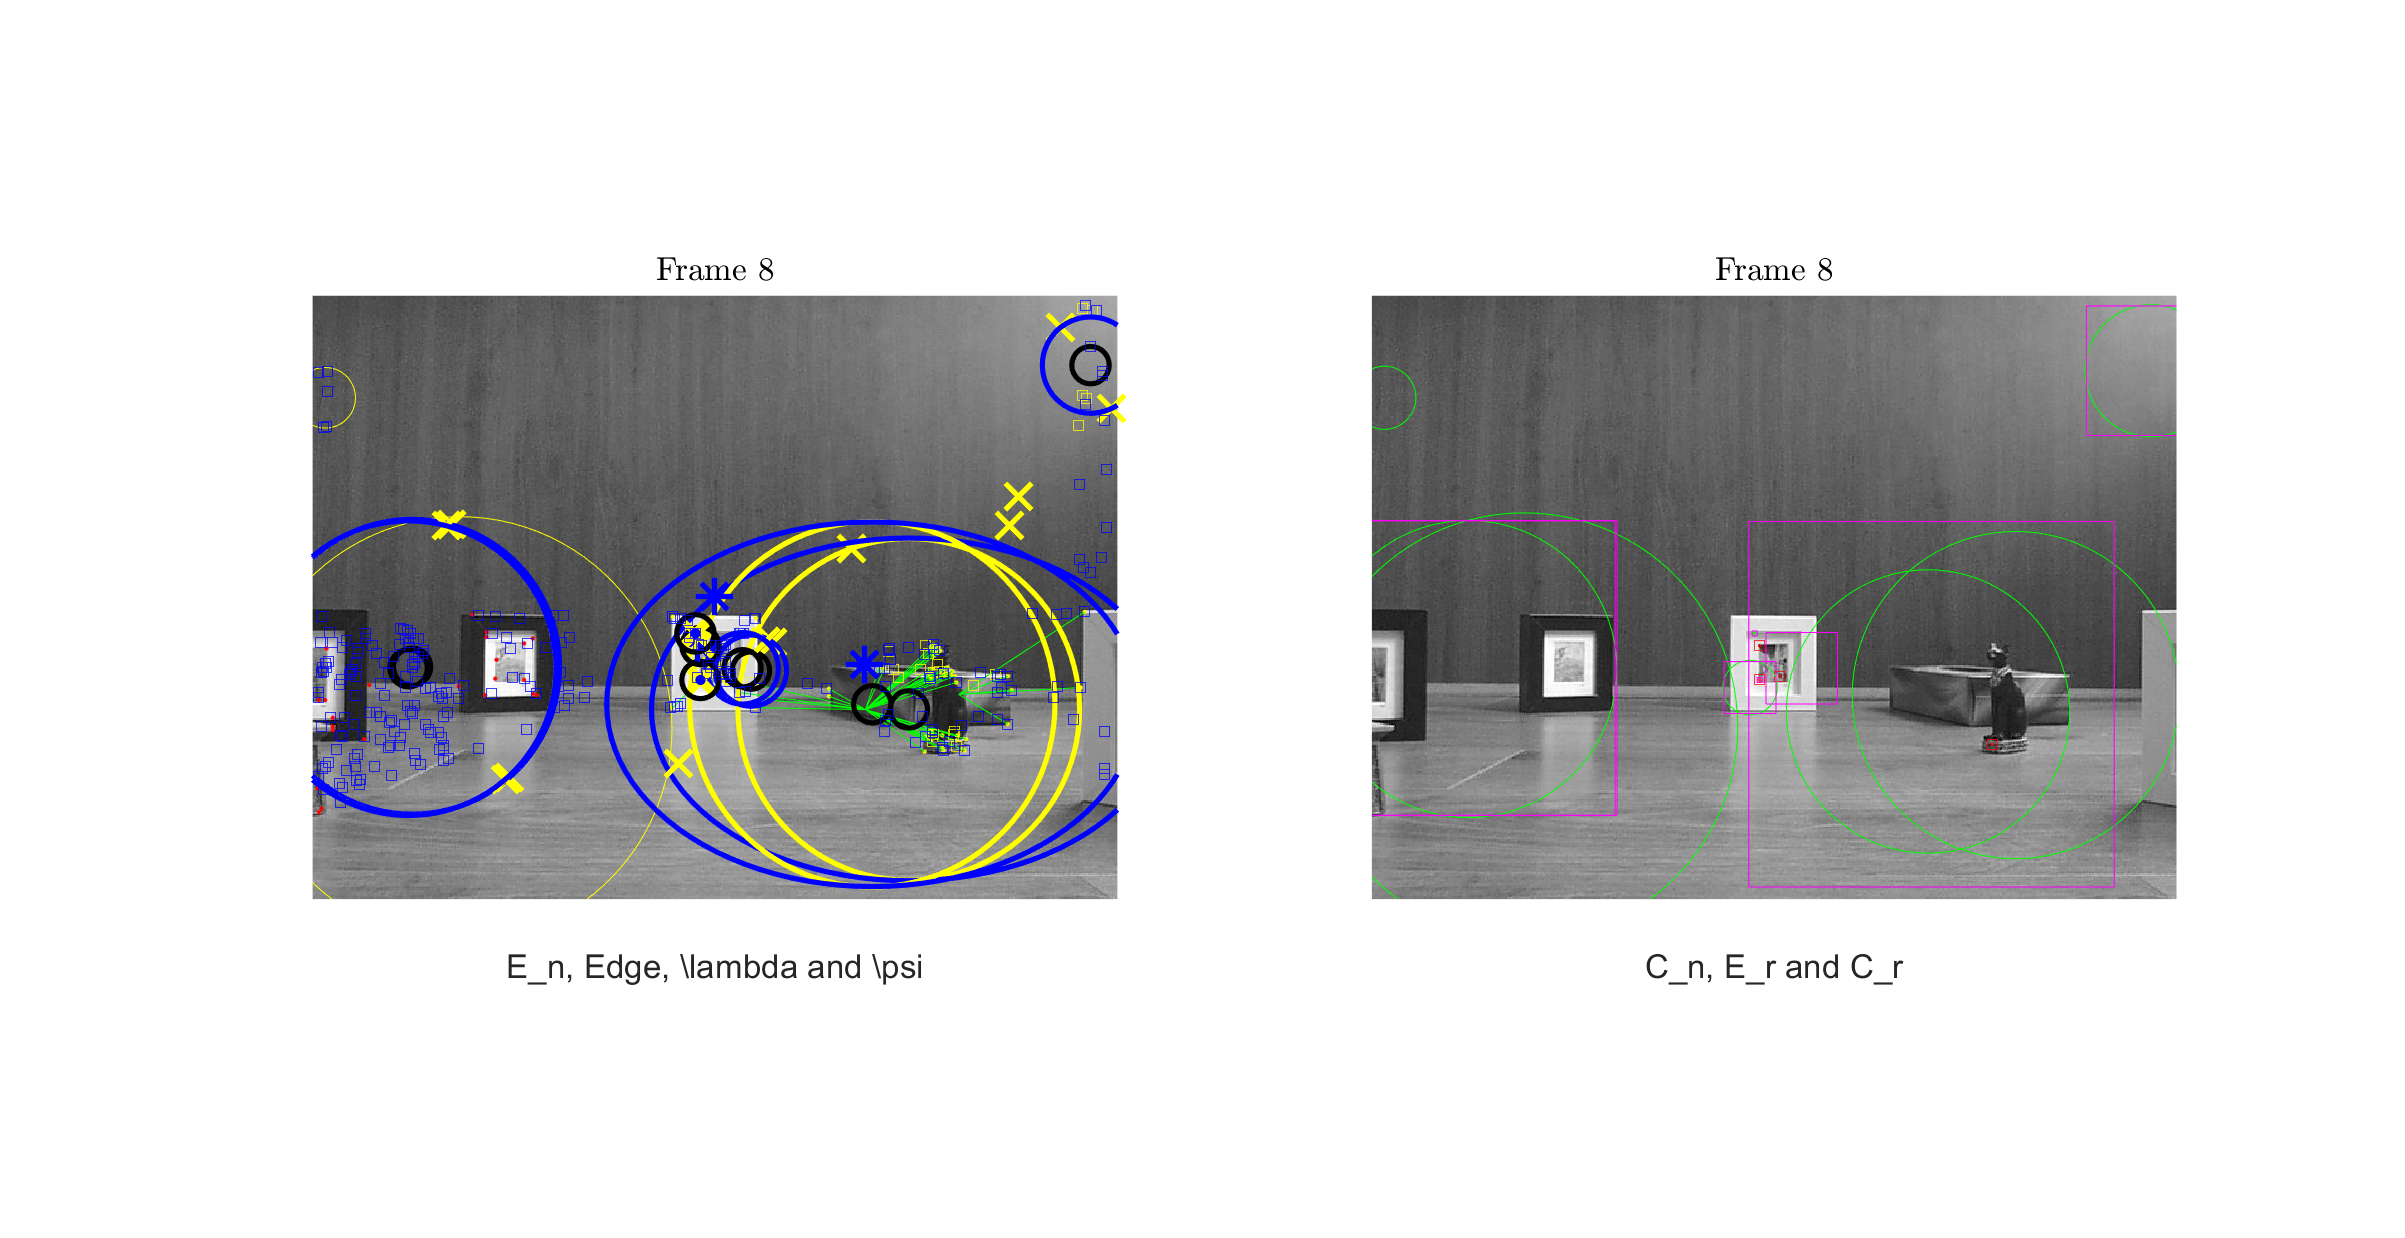 Frame 8
Frame 8
E_n, Edge, \lambda and \psi
C_n, E_r and C_r